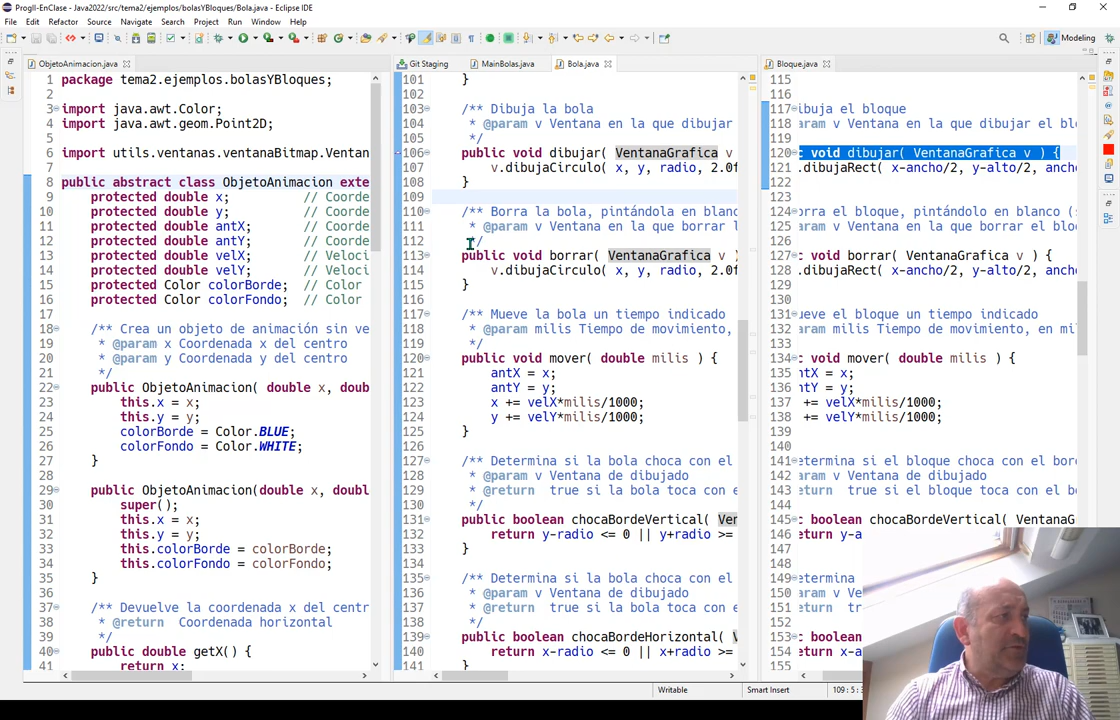 ProgII-EnClase - Java2022/src/tema2/ejemplos/bolasYBloques/Bola.java - Eclipse IDE
File Edit Refactor Source Navigate Search Project Run Window Help
Modeling
ObjetoAnimacion.java
Git Staging MainBolas.java Bola.java
Bloque.java
1 package tema2.ejemplos.bolasYBloques;
2
3 import java.awt.Color;
4 import java.awt.geom.Point2D;
5
6 import utils.ventanas.ventanaBitmap.Ventan
7
8 public abstract class ObjetoAnimacion exte
9 protected double x; // Coorde
10 protected double y; // Coorde
11 protected double antX; // Coorde
12 protected double antY; // Coorde
13 protected double velX; // Veloci
14 protected double velY; // Veloci
15 protected Color colorBorde; // Color
16 protected Color colorFondo; // Color
17
18 /** Crea un objeto de animación sin ve
19 * @param x Coordenada x del centro
20 * @param y Coordenada y del centro
21 */
22 public ObjetoAnimacion( double x, doub
23 this.x = x;
24 this.y = y;
25 colorBorde = Color.BLUE;
26 colorFondo = Color.WHITE;
27 }
28
29 public ObjetoAnimacion(double x, doubl
30 super();
31 this.x = x;
32 this.y = y;
33 this.colorBorde = colorBorde;
34 this.colorFondo = colorFondo;
35 }
36
37 /** Devuelve la coordenada x del centr
38 * @return Coordenada horizontal
39 */
40 public double getX() {
41 return x;
101 }
102
103 /** Dibuja la bola
104 * @param v Ventana en la que dibujar
105 */
106 public void dibujar( VentanaGrafica v
107 v.dibujaCirculo( x, y, radio, 2.0f
108 }
109
110 /** Borra la bola, pintándola en blanc
111 * @param v Ventana en la que borrar l
112 */
113 public void borrar( VentanaGrafica v )
114 v.dibujaCirculo( x, y, radio, 2.0f
115 }
116
117 /** Mueve la bola un tiempo indicado
118 * @param milis Tiempo de movimiento,
119 */
120 public void mover( double milis ) {
121 antX = x;
122 antY = y;
123 x += velX*milis/1000;
124 y += velY*milis/1000;
125 }
126
127 /** Determina si la bola choca con el
128 * @param v Ventana de dibujado
129 * @return true si la bola toca con e
131 public boolean chocaBordeVertical( Ven
132 return y-radio <= 0 || y+radio >=
133 }
134
135 /** Determina si la bola choca con el
136 * @param v Ventana de dibujado
137 * @return true si la bola toca con e
138 */
139 public boolean chocaBordeHorizontal( V
140 return x-radio <= 0 || x+radio >=
141 }
115
116
117 ibuja el bloque
118 aram v Ventana en la que dibujar el blo
119
120 c void dibujar( VentanaGrafica v ) {
121 .dibujaRect( x-ancho/2, y-alto/2, anch
122
123
124 orra el bloque, pintándolo en blanco (s
125 aram v Ventana en la que borrar el bloq
126
127 c void borrar( VentanaGrafica v ) {
128 .dibujaRect( x-ancho/2, y-alto/2, anch
129
130
131 ueve el bloque un tiempo indicado
132 aram milis Tiempo de movimiento, en mi
133
134 c void mover( double milis ) {
135 ntX = x;
136 ntY = y;
137 += velX*milis/1000;
138 += velY*milis/1000;
139
140
141 etermina si el bloque choca con el bord
142 aram v Ventana de dibujado
143 eturn true si el bloque toca con el bo
144
145 c boolean chocaBordeVertical( VentanaG
146 eturn y-a
147
148
149 etermina
150 aram v Ve
151 eturn tru
152
153 c boolean
154 eturn x-a
155
Writable Smart Insert 109 : 5 : 3